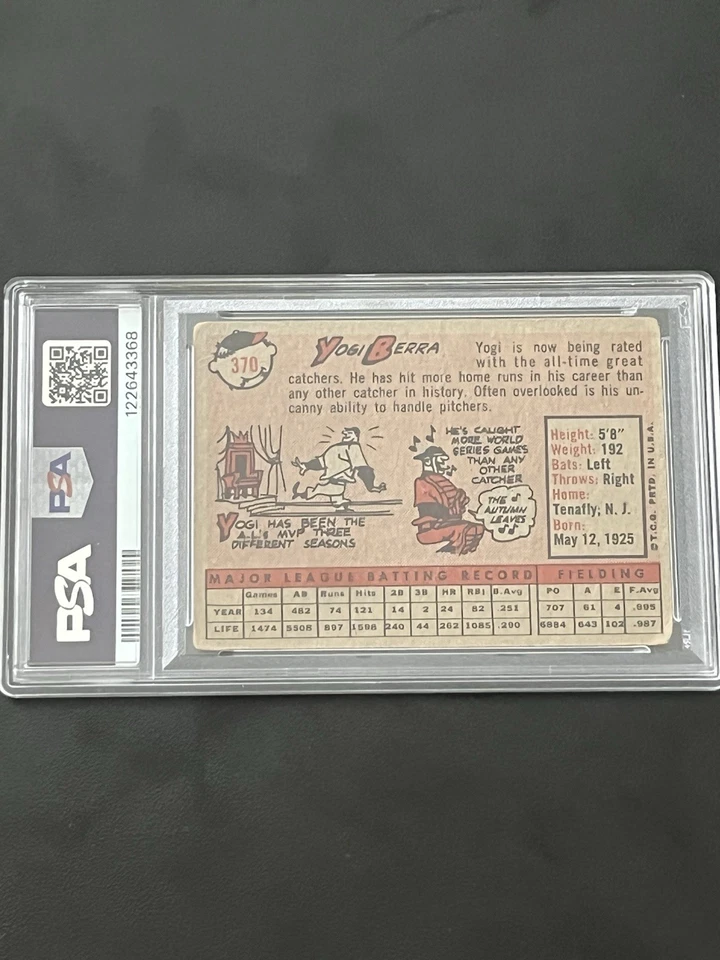 122643368
PSA
PSA
370
YOGI BERRA
Yogi is now being rated
with the all-time great
catchers. He has hit more home runs in his career than
any other catcher in history. Often overlooked is his un-
canny ability to handle pitchers.
YOGI HAS BEEN THE
A.L.'s MVP THREE
DIFFERENT SEASONS
HE'S CAUGHT
MORE WORLD
SERIES GAMES
THAN ANY
OTHER
CATCHER
THE
AUTUMN
LEAVES
Height: 5'8"
Weight: 192
Bats: Left
Throws: Right
Home:
Tenafly, N. J.
Born:
May 12, 1925
©T.C.G. PRTD. IN U.S.A.
MAJOR LEAGUE BATTING RECORD FIELDING
Games AB Runs Hits 2B 3B HR RBI B.Avg PO A E F.Avg
YEAR 134 482 74 121 14 2 24 82 .251 707 61 4 .995
LIFE 1474 5508 897 1598 240 44 262 1085 .290 6884 643 102 .987